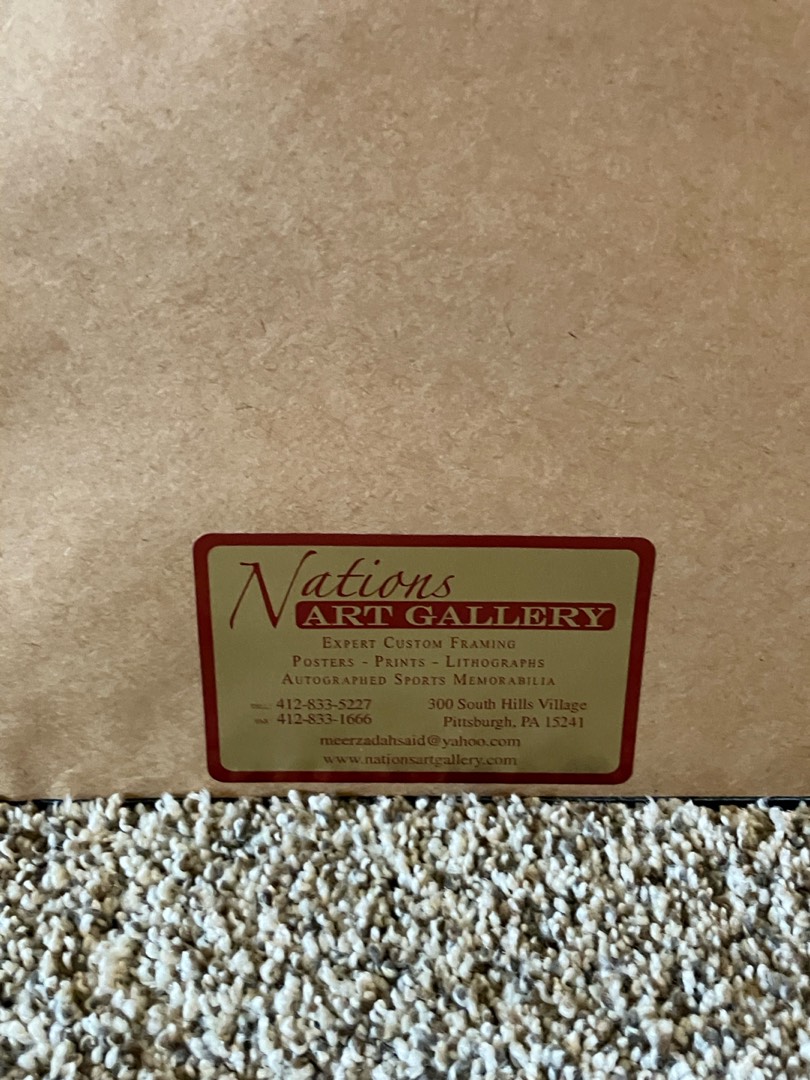 Nations
ART GALLERY
EXPERT CUSTOM FRAMING
POSTERS - PRINTS - LITHOGRAPHS
AUTOGRAPHED SPORTS MEMORABILIA
412-833-5227 300 South Hills Village
FAX 412-833-1666 Pittsburgh, PA 15241
meerzadahsaid@yahoo.com
www.nationsartgallery.com